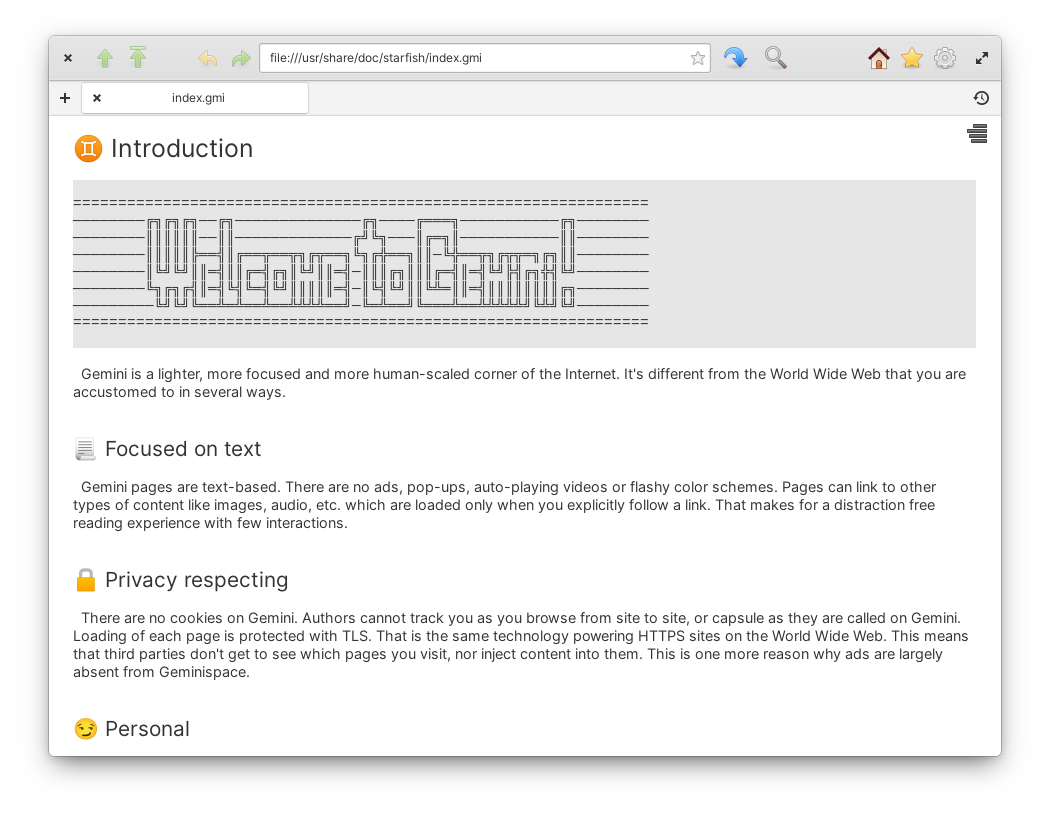 file:///usr/share/doc/starfish/index.gmi
index.gmi
Introduction
Welcome to Gemini!
Gemini is a lighter, more focused and more human-scaled corner of the Internet. It's different from the World Wide Web that you are
accustomed to in several ways.
Focused on text
Gemini pages are text-based. There are no ads, pop-ups, auto-playing videos or flashy color schemes. Pages can link to other
types of content like images, audio, etc. which are loaded only when you explicitly follow a link. That makes for a distraction free
reading experience with few interactions.
Privacy respecting
There are no cookies on Gemini. Authors cannot track you as you browse from site to site, or capsule as they are called on Gemini.
Loading of each page is protected with TLS. That is the same technology powering HTTPS sites on the World Wide Web. This means
that third parties don't get to see which pages you visit, nor inject content into them. This is one more reason why ads are largely
absent from Geminispace.
Personal